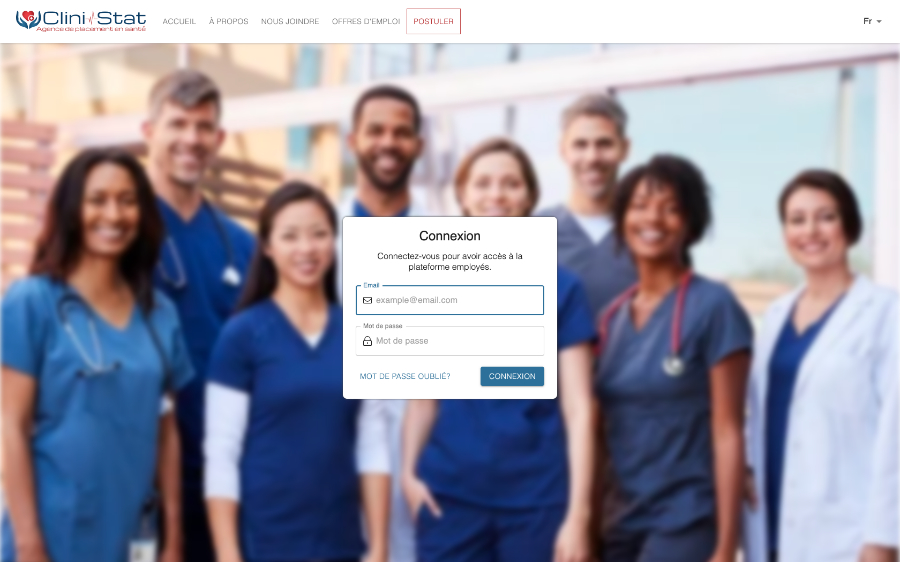 Clini Stat
Agence de placement en santé
ACCUEIL
À PROPOS
NOUS JOINDRE
OFFRES D'EMPLOI
POSTULER
Fr
Connexion
Connectez-vous pour avoir accès à la
plateforme employés.
Email
example@email.com
Mot de passe
Mot de passe
MOT DE PASSE OUBLIÉ?
CONNEXION